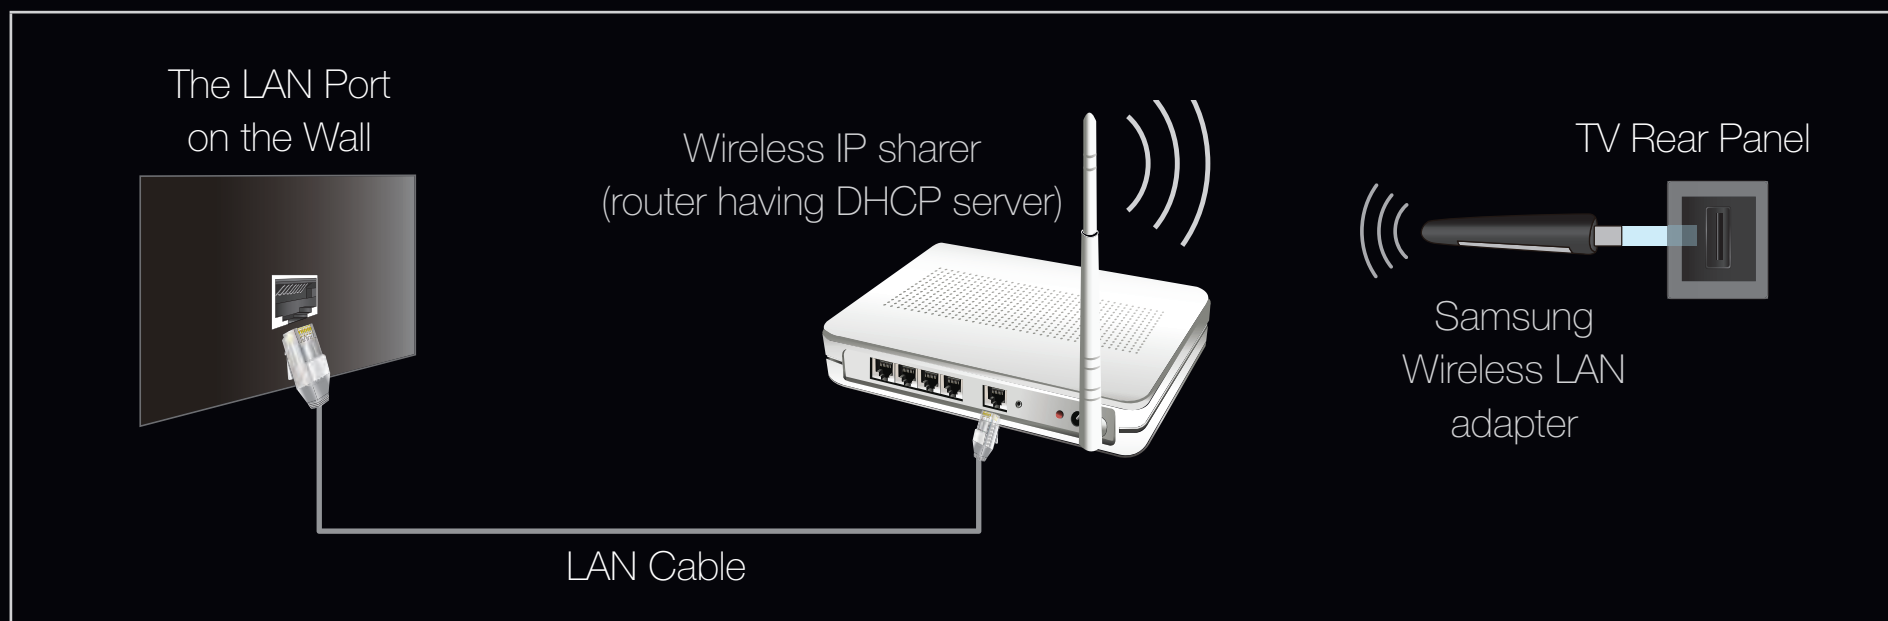 The LAN Port
on the Wall
Wireless IP sharer
(router having DHCP server)
TV Rear Panel
Samsung
Wireless LAN
adapter
LAN Cable